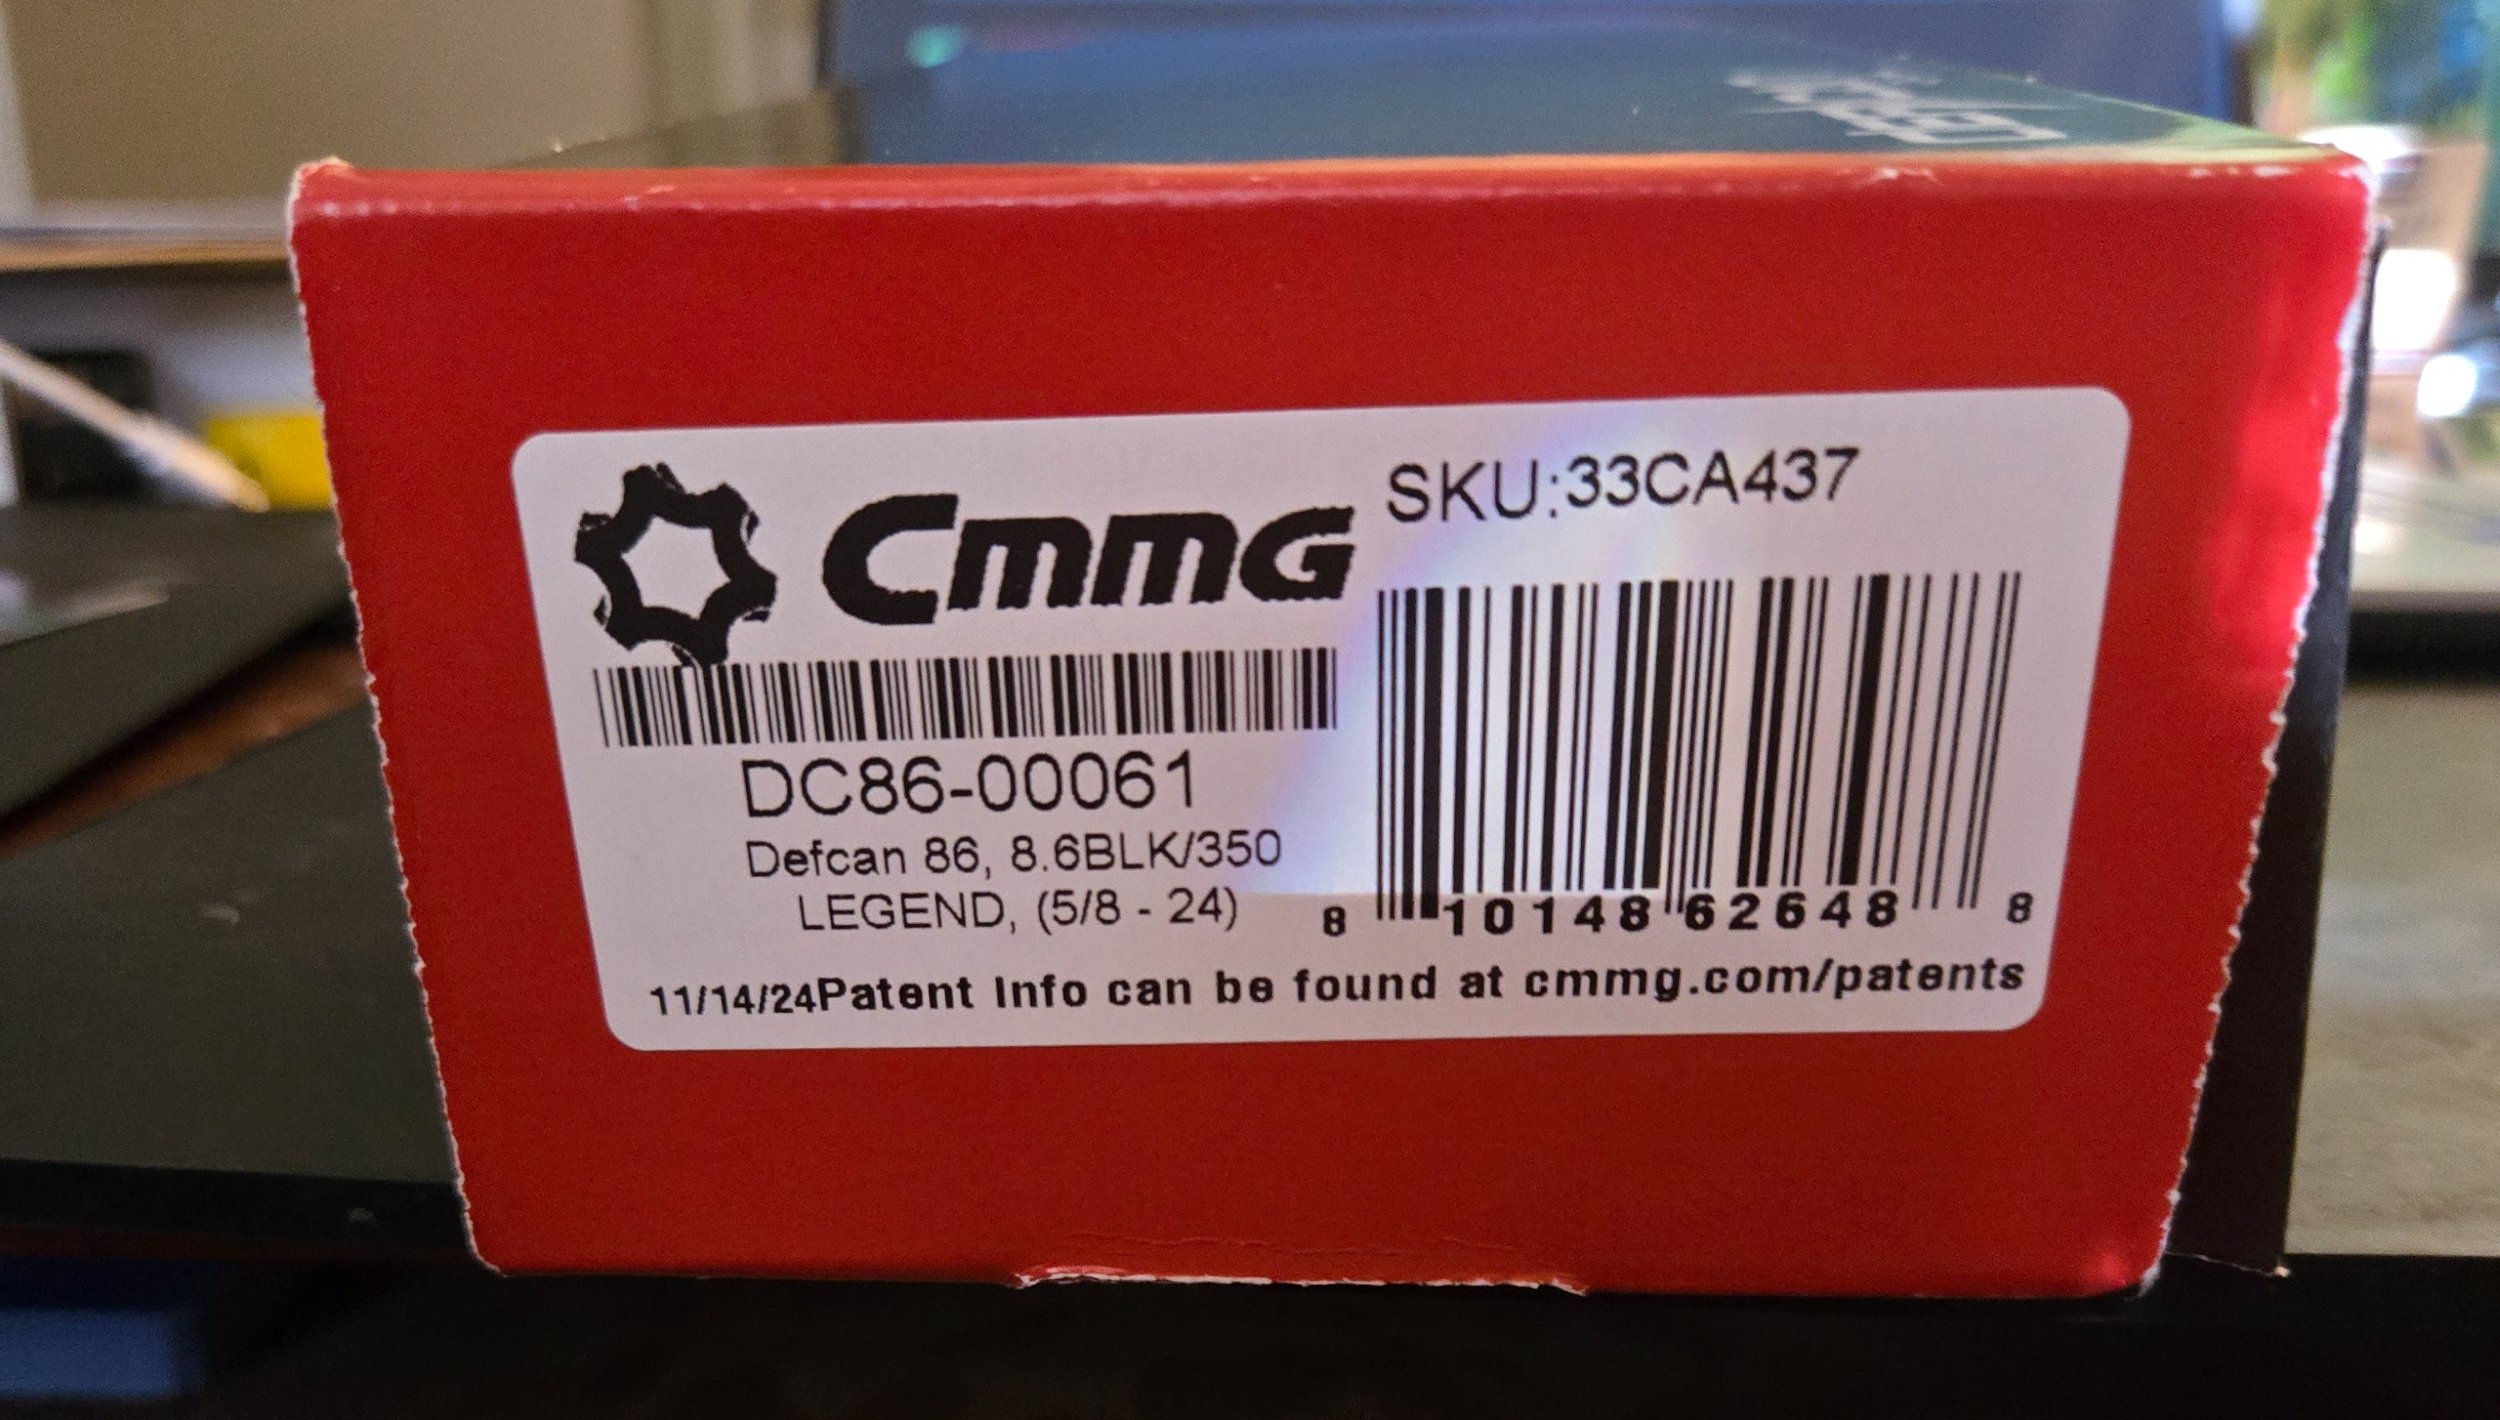 CMMG
SKU:33CA437
DC86-00061
Defcan 86, 8.6BLK/350
LEGEND, (5/8 - 24)
8 10148 62648 8
11/14/24Patent Info can be found at cmmg.com/patents